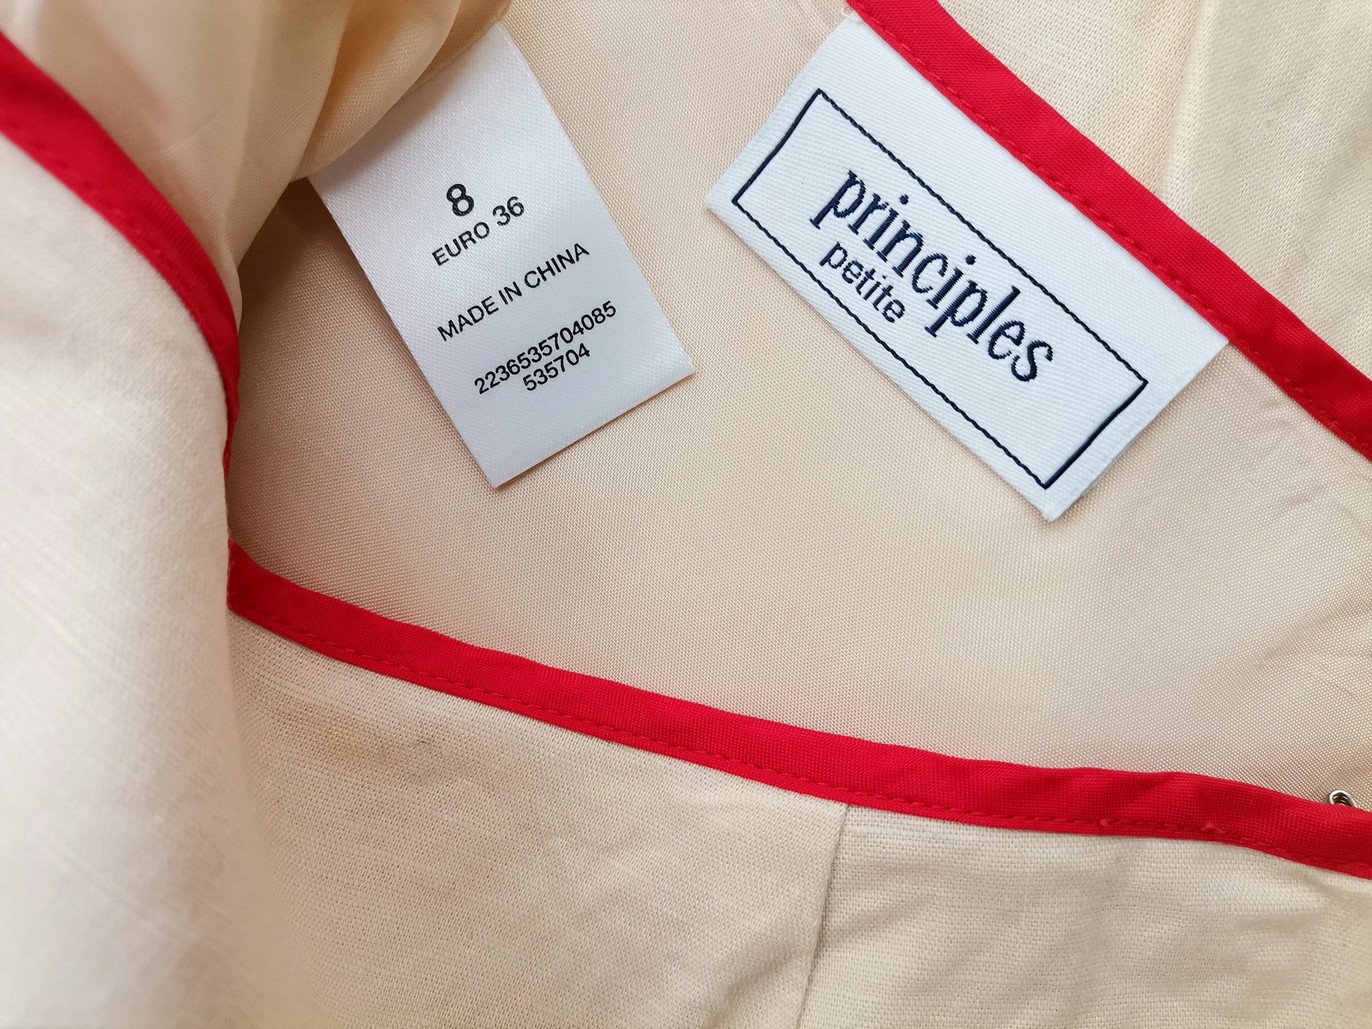 8
EURO 36
MADE IN CHINA
2236535704085
535704
principles
petite